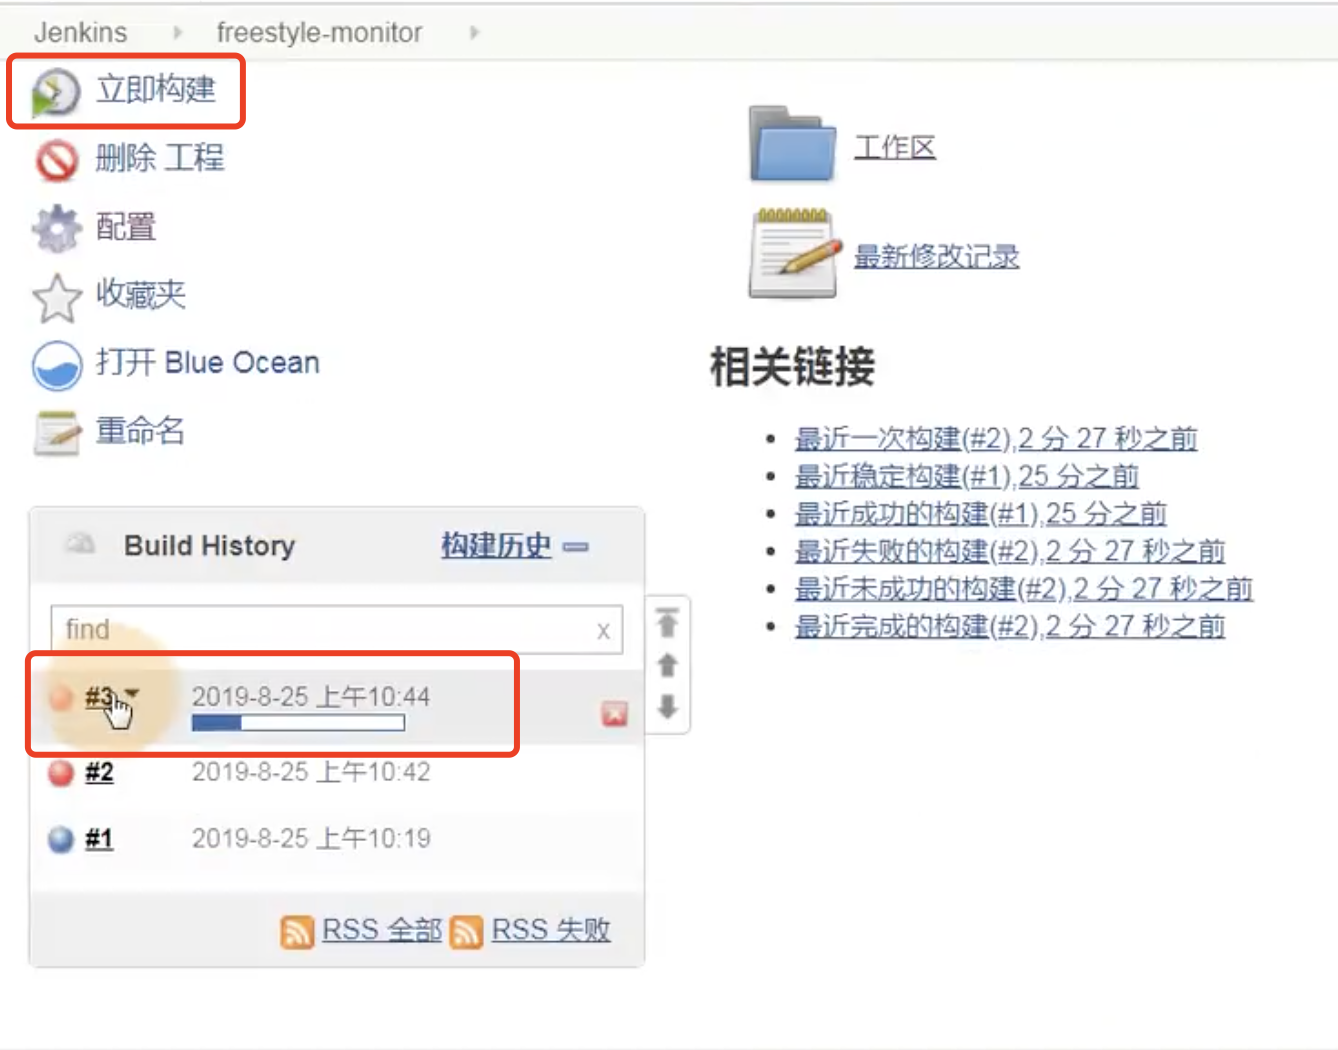 Jenkins freestyle-monitor
立即构建
删除 工程
配置
收藏夹
打开 Blue Ocean
重命名
工作区
最新修改记录
相关链接
最近一次构建(#2),2 分 27 秒之前
最近稳定构建(#1),25 分之前
最近成功的构建(#1),25 分之前
最近失败的构建(#2),2 分 27 秒之前
最近未成功的构建(#2),2 分 27 秒之前
最近完成的构建(#2),2 分 27 秒之前
Build History 构建历史
find x
#3 2019-8-25 上午10:44
#2 2019-8-25 上午10:42
#1 2019-8-25 上午10:19
RSS 全部 RSS 失败